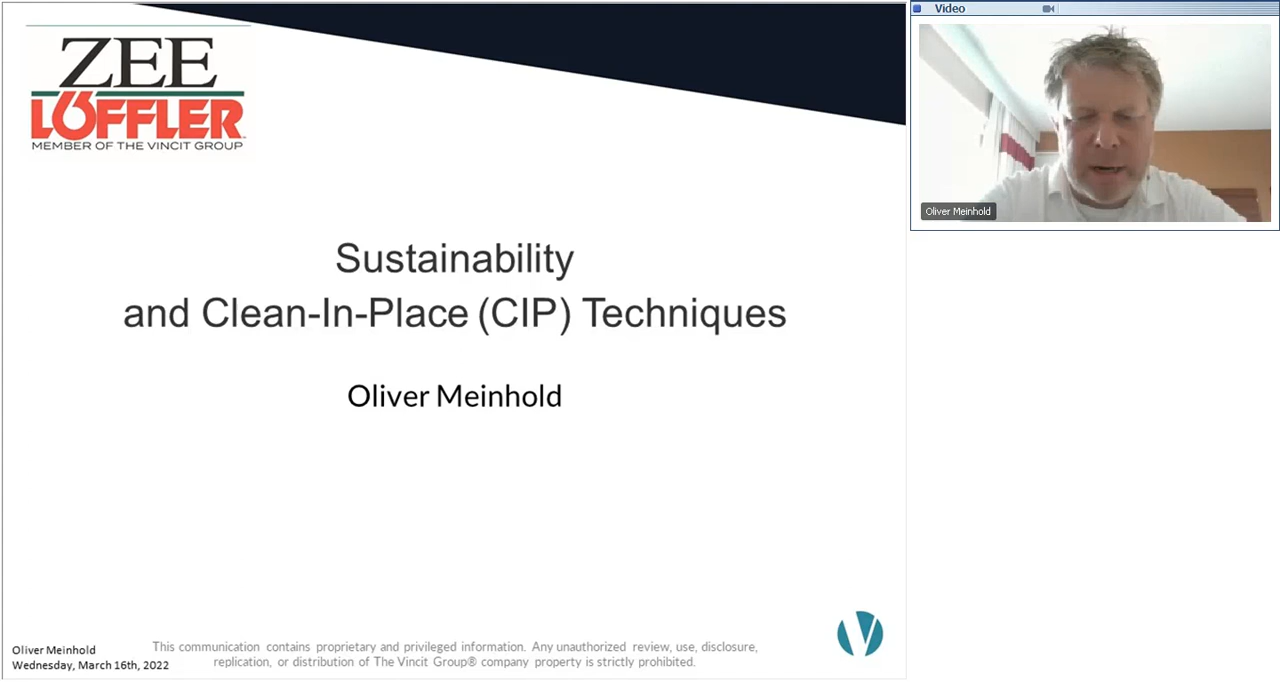 ZEE
LÖFFLER
MEMBER OF THE VINCIT GROUP
Sustainability
and Clean-In-Place (CIP) Techniques
Oliver Meinhold
Oliver Meinhold
Wednesday, March 16th, 2022
This communication contains proprietary and privileged information. Any unauthorized review, use, disclosure,
replication, or distribution of The Vincit Group® company property is strictly prohibited.
Video
Oliver Meinhold